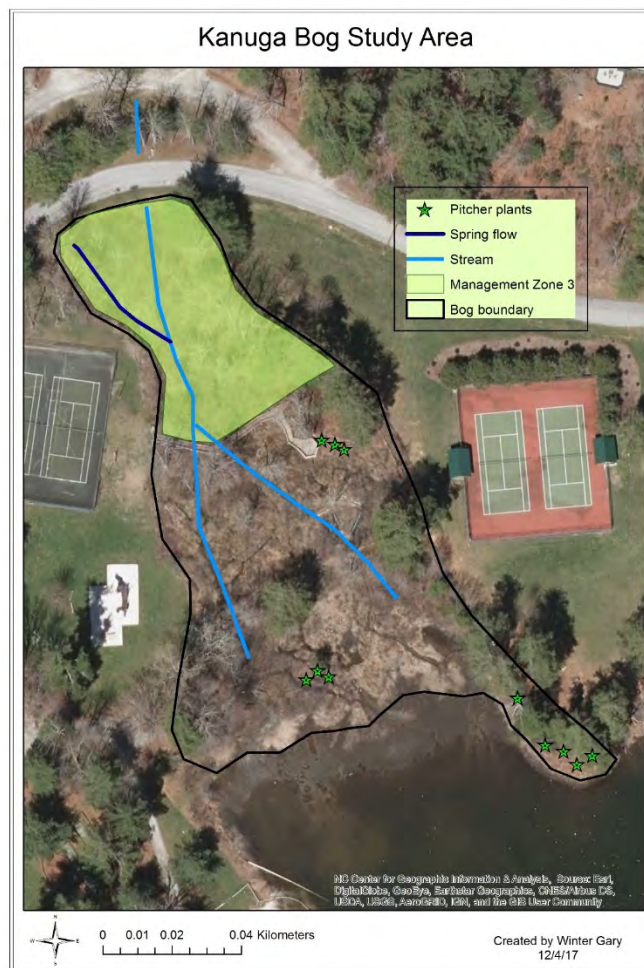 Kanuga Bog Study Area
Pitcher plants
Spring flow
Stream
Management Zone 3
Bog boundary
NC Center for Geographic Information & Analysis, Source: Esri,
DigitalGlobe, GeoEye, Earthstar Geographics, CNES/Airbus DS,
USDA, USGS, AeroGRID, IGN, and the GIS User Community
N
W
E
S
0 0.01 0.02 0.04 Kilometers
Created by Winter Gary
12/4/17